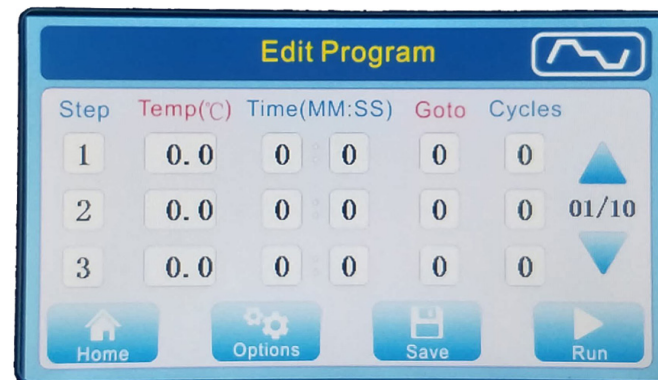 Edit Program
Step Temp(℃) Time(MM:SS) Goto Cycles
1 0.0 0 : 0 0 0
2 0.0 0 : 0 0 0 01/10
3 0.0 0 : 0 0 0
Home Options Save Run